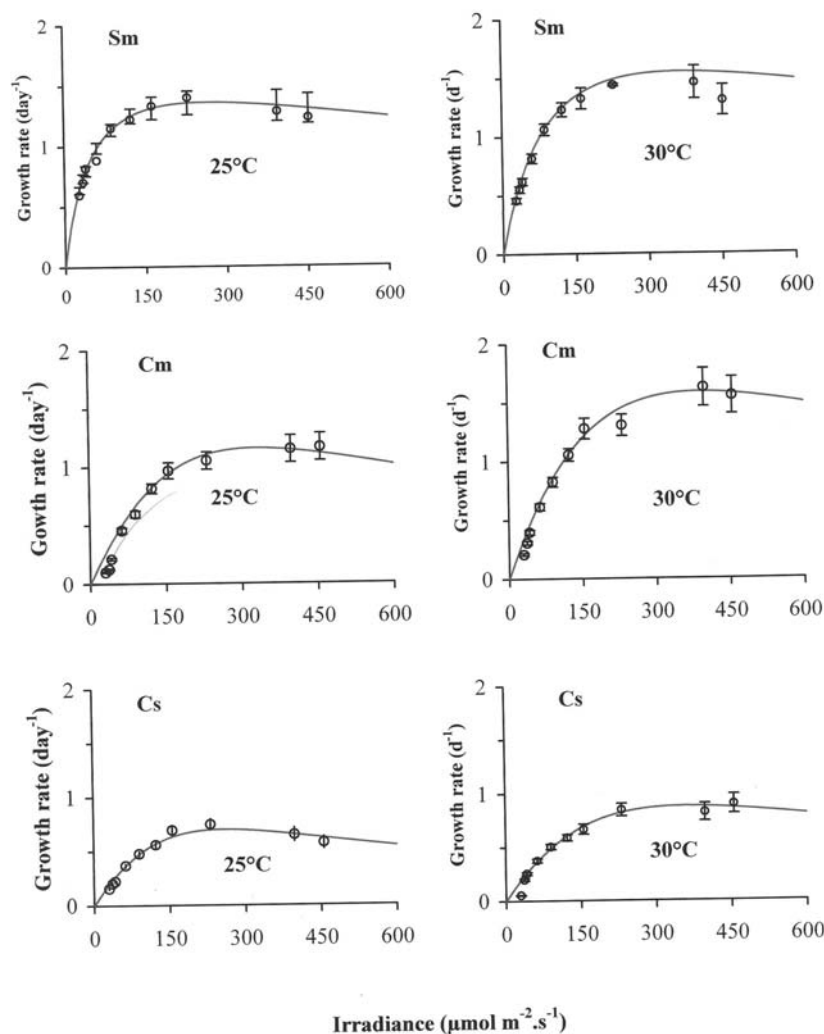 Sm
Growth rate (day⁻¹)
2
1
0
25°C
0 150 300 450 600
Sm
Growth rate (d⁻¹)
2
1
0
30°C
0 150 300 450 600
Cm
Gowth rate (day⁻¹)
2
1
0
25°C
0 150 300 450 600
Cm
Growth rate (d⁻¹)
2
1
0
30°C
0 150 300 450 600
Cs
Growth rate (day⁻¹)
2
1
0
25°C
0 150 300 450 600
Cs
Growth rate (d⁻¹)
2
1
0
30°C
0 150 300 450 600
Irradiance (µmol m⁻².s⁻¹)